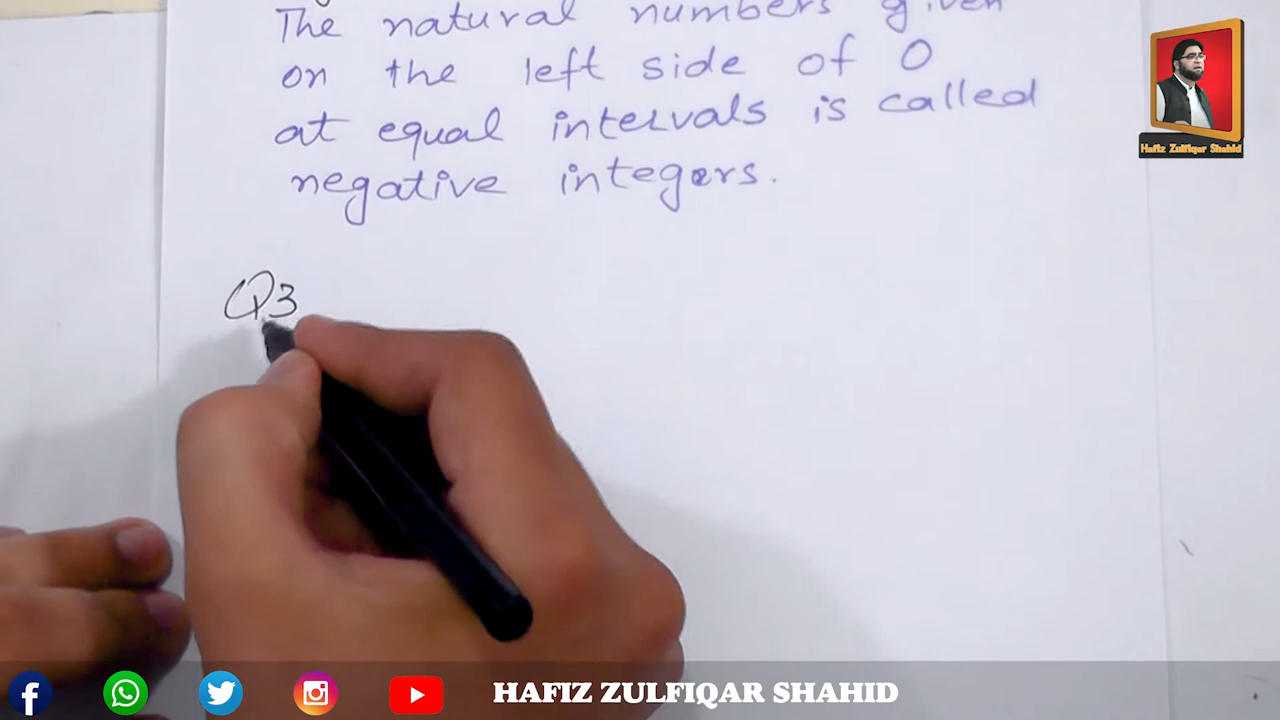 The natural numbers given
on the left side of 0
at equal intervals is called
negative integers.
Q3
Hafiz Zulfiqar Shahid
HAFIZ ZULFIQAR SHAHID